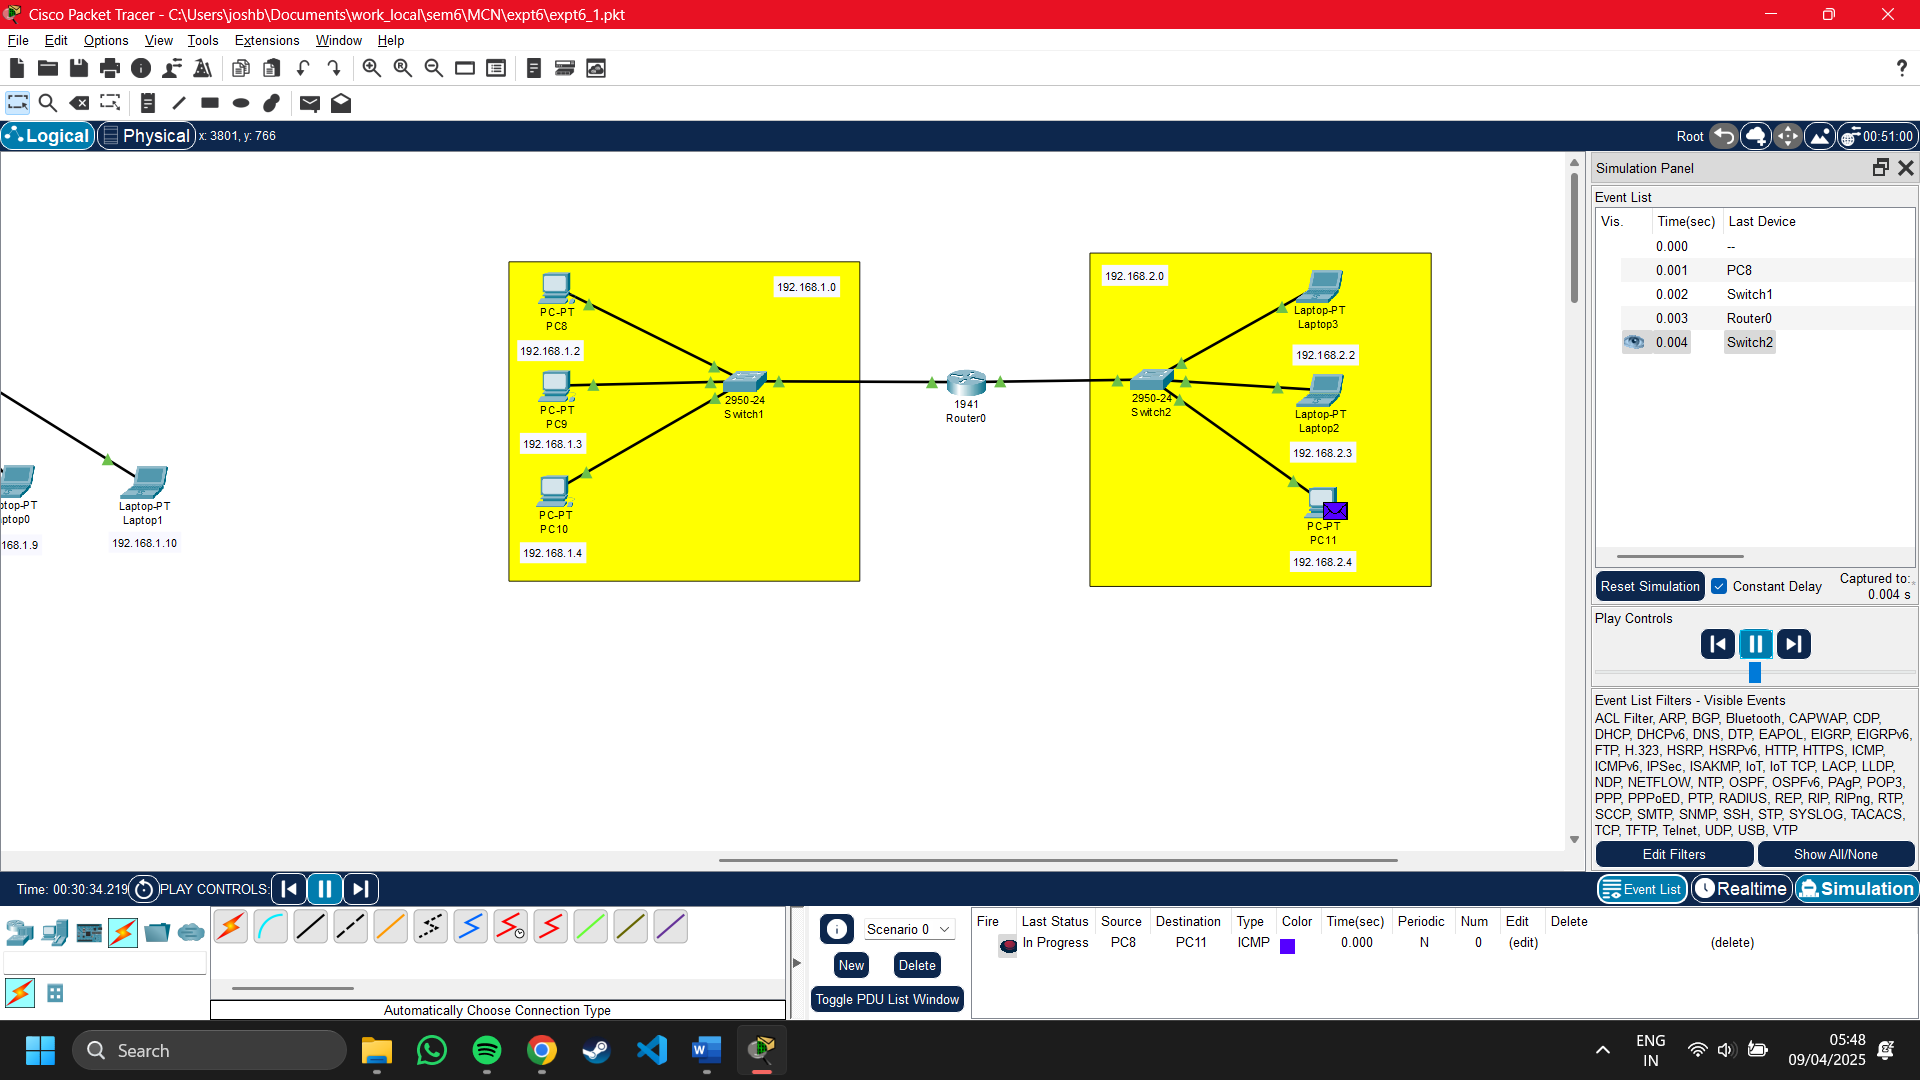 Cisco Packet Tracer - C:\Users\joshb\Documents\work_local\sem6\MCN\expt6\expt6_1.pkt
File Edit Options View Tools Extensions Window Help
Logical Physical x: 3801, y: 766
Root 00:51:00
192.168.1.0
PC-PT
PC8
192.168.1.2
PC-PT
PC9
192.168.1.3
PC-PT
PC10
192.168.1.4
2950-24
Switch1
1941
Router0
192.168.2.0
2950-24
Switch2
Laptop-PT
Laptop3
192.168.2.2
Laptop-PT
Laptop2
192.168.2.3
PC-PT
PC11
192.168.2.4
ptop-PT
ptop0
168.1.9
Laptop-PT
Laptop1
192.168.1.10
Simulation Panel
Event List
Vis. Time(sec) Last Device
0.000 --
0.001 PC8
0.002 Switch1
0.003 Router0
0.004 Switch2
Reset Simulation Constant Delay Captured to:
0.004 s
Play Controls
Event List Filters - Visible Events
ACL Filter, ARP, BGP, Bluetooth, CAPWAP, CDP,
DHCP, DHCPv6, DNS, DTP, EAPOL, EIGRP, EIGRPv6,
FTP, H.323, HSRP, HSRPv6, HTTP, HTTPS, ICMP,
ICMPv6, IPSec, ISAKMP, IoT, IoT TCP, LACP, LLDP,
NDP, NETFLOW, NTP, OSPF, OSPFv6, PAgP, POP3,
PPP, PPPoED, PTP, RADIUS, REP, RIP, RIPng, RTP,
SCCP, SMTP, SNMP, SSH, STP, SYSLOG, TACACS,
TCP, TFTP, Telnet, UDP, USB, VTP
Edit Filters Show All/None
Time: 00:30:34.219 PLAY CONTROLS:
Event List Realtime Simulation
Automatically Choose Connection Type
Scenario 0
New Delete
Toggle PDU List Window
Fire Last Status Source Destination Type Color Time(sec) Periodic Num Edit Delete
In Progress PC8 PC11 ICMP 0.000 N 0 (edit) (delete)
Search
ENG
IN
05:48
09/04/2025